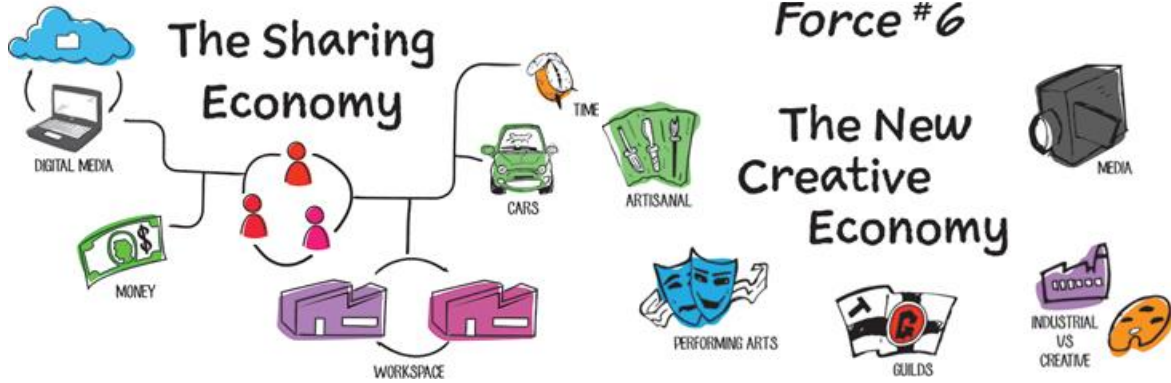 The Sharing
Economy
DIGITAL MEDIA
MONEY
TIME
CARS
WORKSPACE
$
Force #6
The New
Creative
Economy
MEDIA
ARTISANAL
PERFORMING ARTS
T
G
GUILDS
INDUSTRIAL
VS
CREATIVE